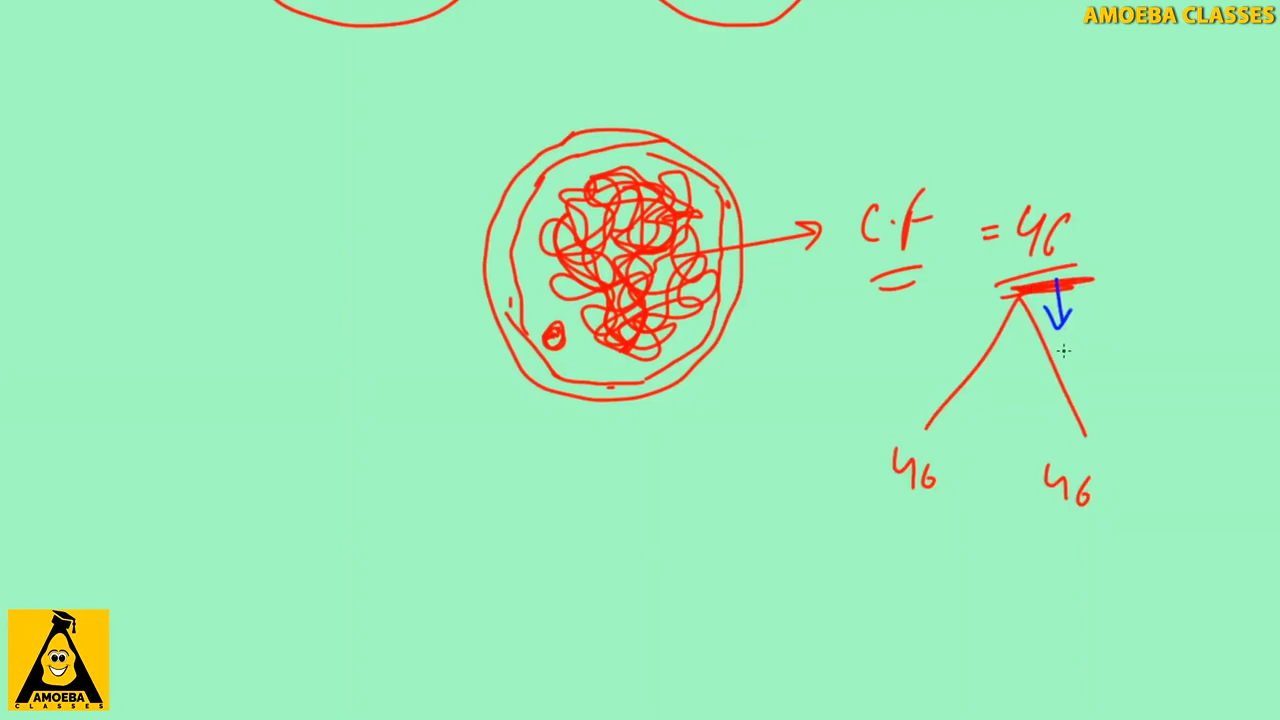 AMOEBA CLASSES
C.F = 46
46 46
AMOEBA
CLASSES